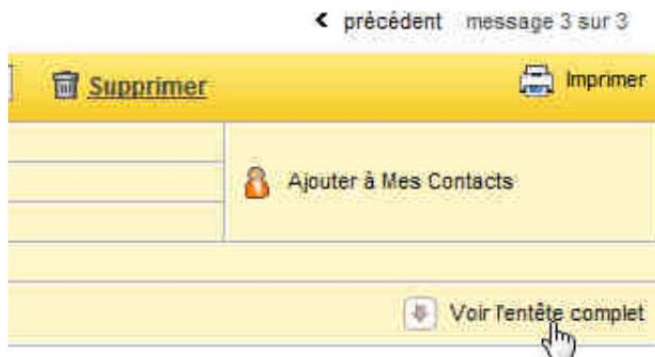 précédent message 3 sur 3
Supprimer Imprimer
Ajouter à Mes Contacts
Voir l'entête complet